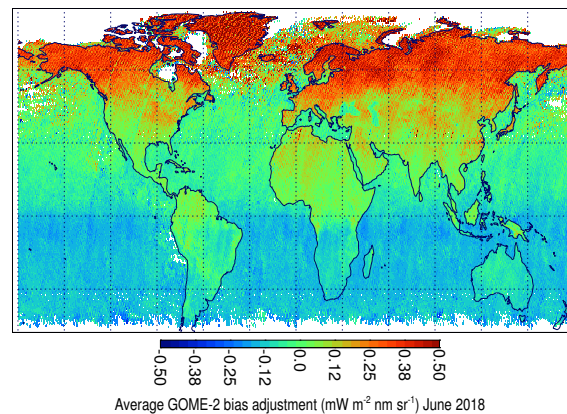 -0.50 -0.38 -0.25 -0.12 0.0 0.12 0.25 0.38 0.50
Average GOME-2 bias adjustment (mW m⁻² nm sr⁻¹) June 2018